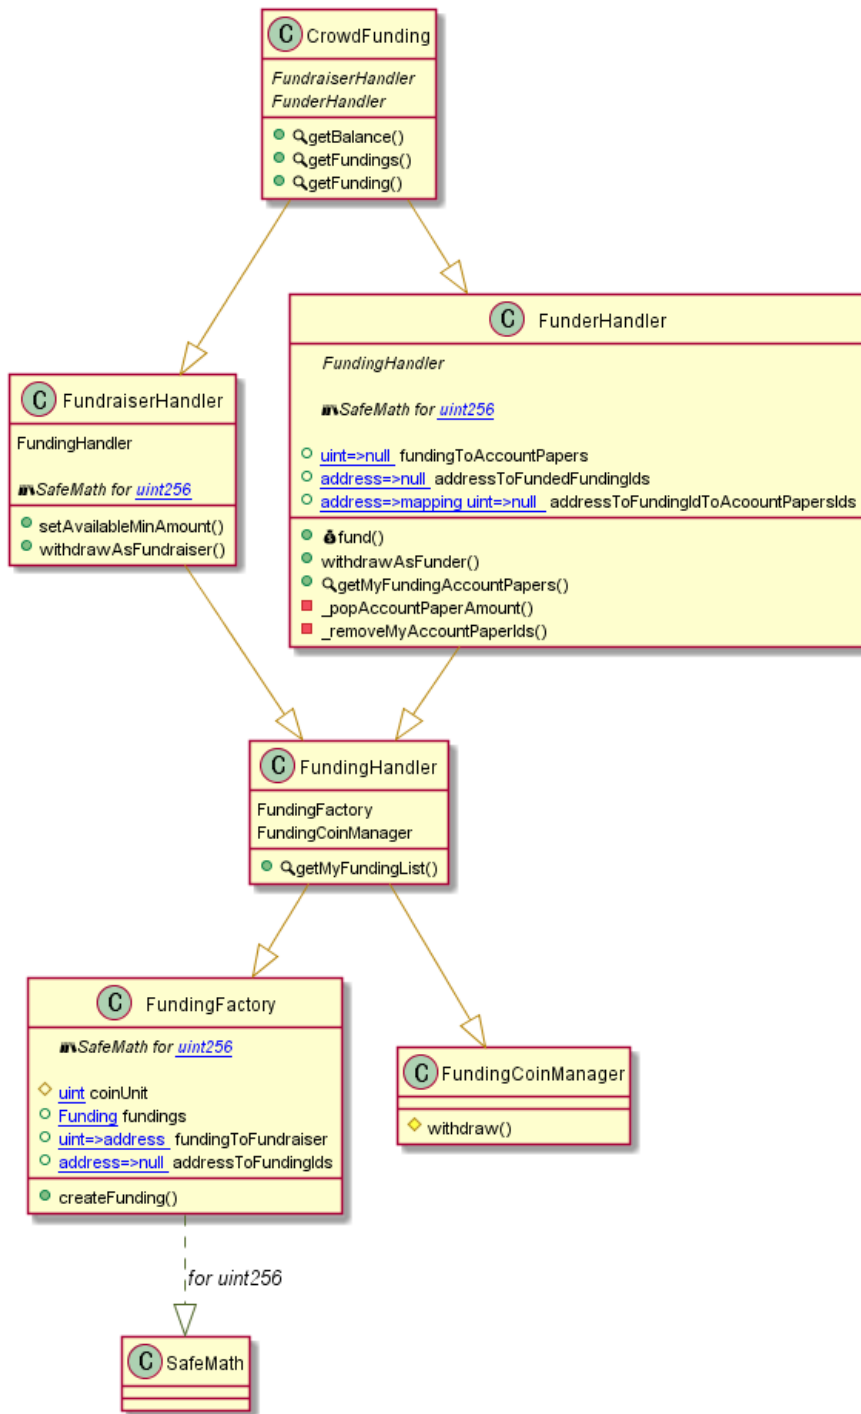 C CrowdFunding
FundraiserHandler
FunderHandler
getBalance()
getFundings()
getFunding()
C FunderHandler
FundingHandler
SafeMath for uint256
uint=>null fundingToAccountPapers
address=>null addressToFundedFundingIds
address=>mapping uint=>null addressToFundingIdToAcoountPapersIds
fund()
withdrawAsFunder()
getMyFundingAccountPapers()
_popAccountPaperAmount()
_removeMyAccountPaperIds()
C FundraiserHandler
FundingHandler
SafeMath for uint256
setAvailableMinAmount()
withdrawAsFundraiser()
C FundingHandler
FundingFactory
FundingCoinManager
getMyFundingList()
C FundingFactory
SafeMath for uint256
uint coinUnit
Funding fundings
uint=>address fundingToFundraiser
address=>null addressToFundingIds
createFunding()
C FundingCoinManager
withdraw()
for uint256
C SafeMath